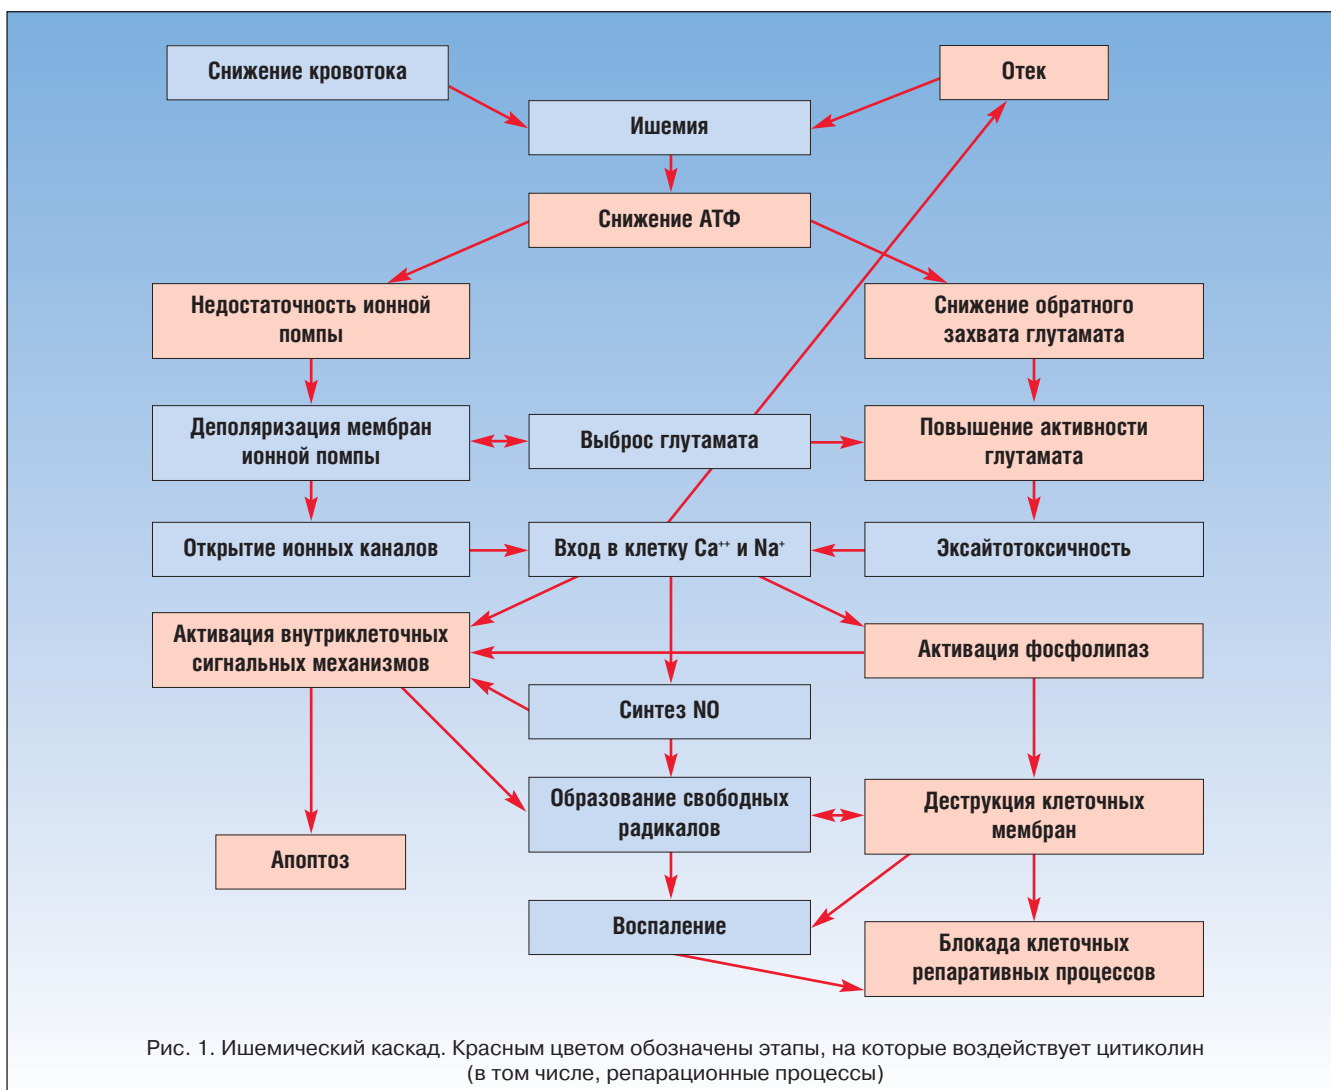 Снижение кровотока
Отек
Ишемия
Снижение АТФ
Недостаточность ионной
помпы
Снижение обратного
захвата глутамата
Деполяризация мембран
ионной помпы
Выброс глутамата
Повышение активности
глутамата
Открытие ионных каналов
Вход в клетку Ca⁺⁺ и Na⁺
Эксайтотоксичность
Активация внутриклеточных
сигнальных механизмов
Активация фосфолипаз
Синтез NO
Образование свободных
радикалов
Деструкция клеточных
мембран
Апоптоз
Воспаление
Блокада клеточных
репаративных процессов
Рис. 1. Ишемический каскад. Красным цветом обозначены этапы, на которые воздействует цитиколин
(в том числе, репарационные процессы)